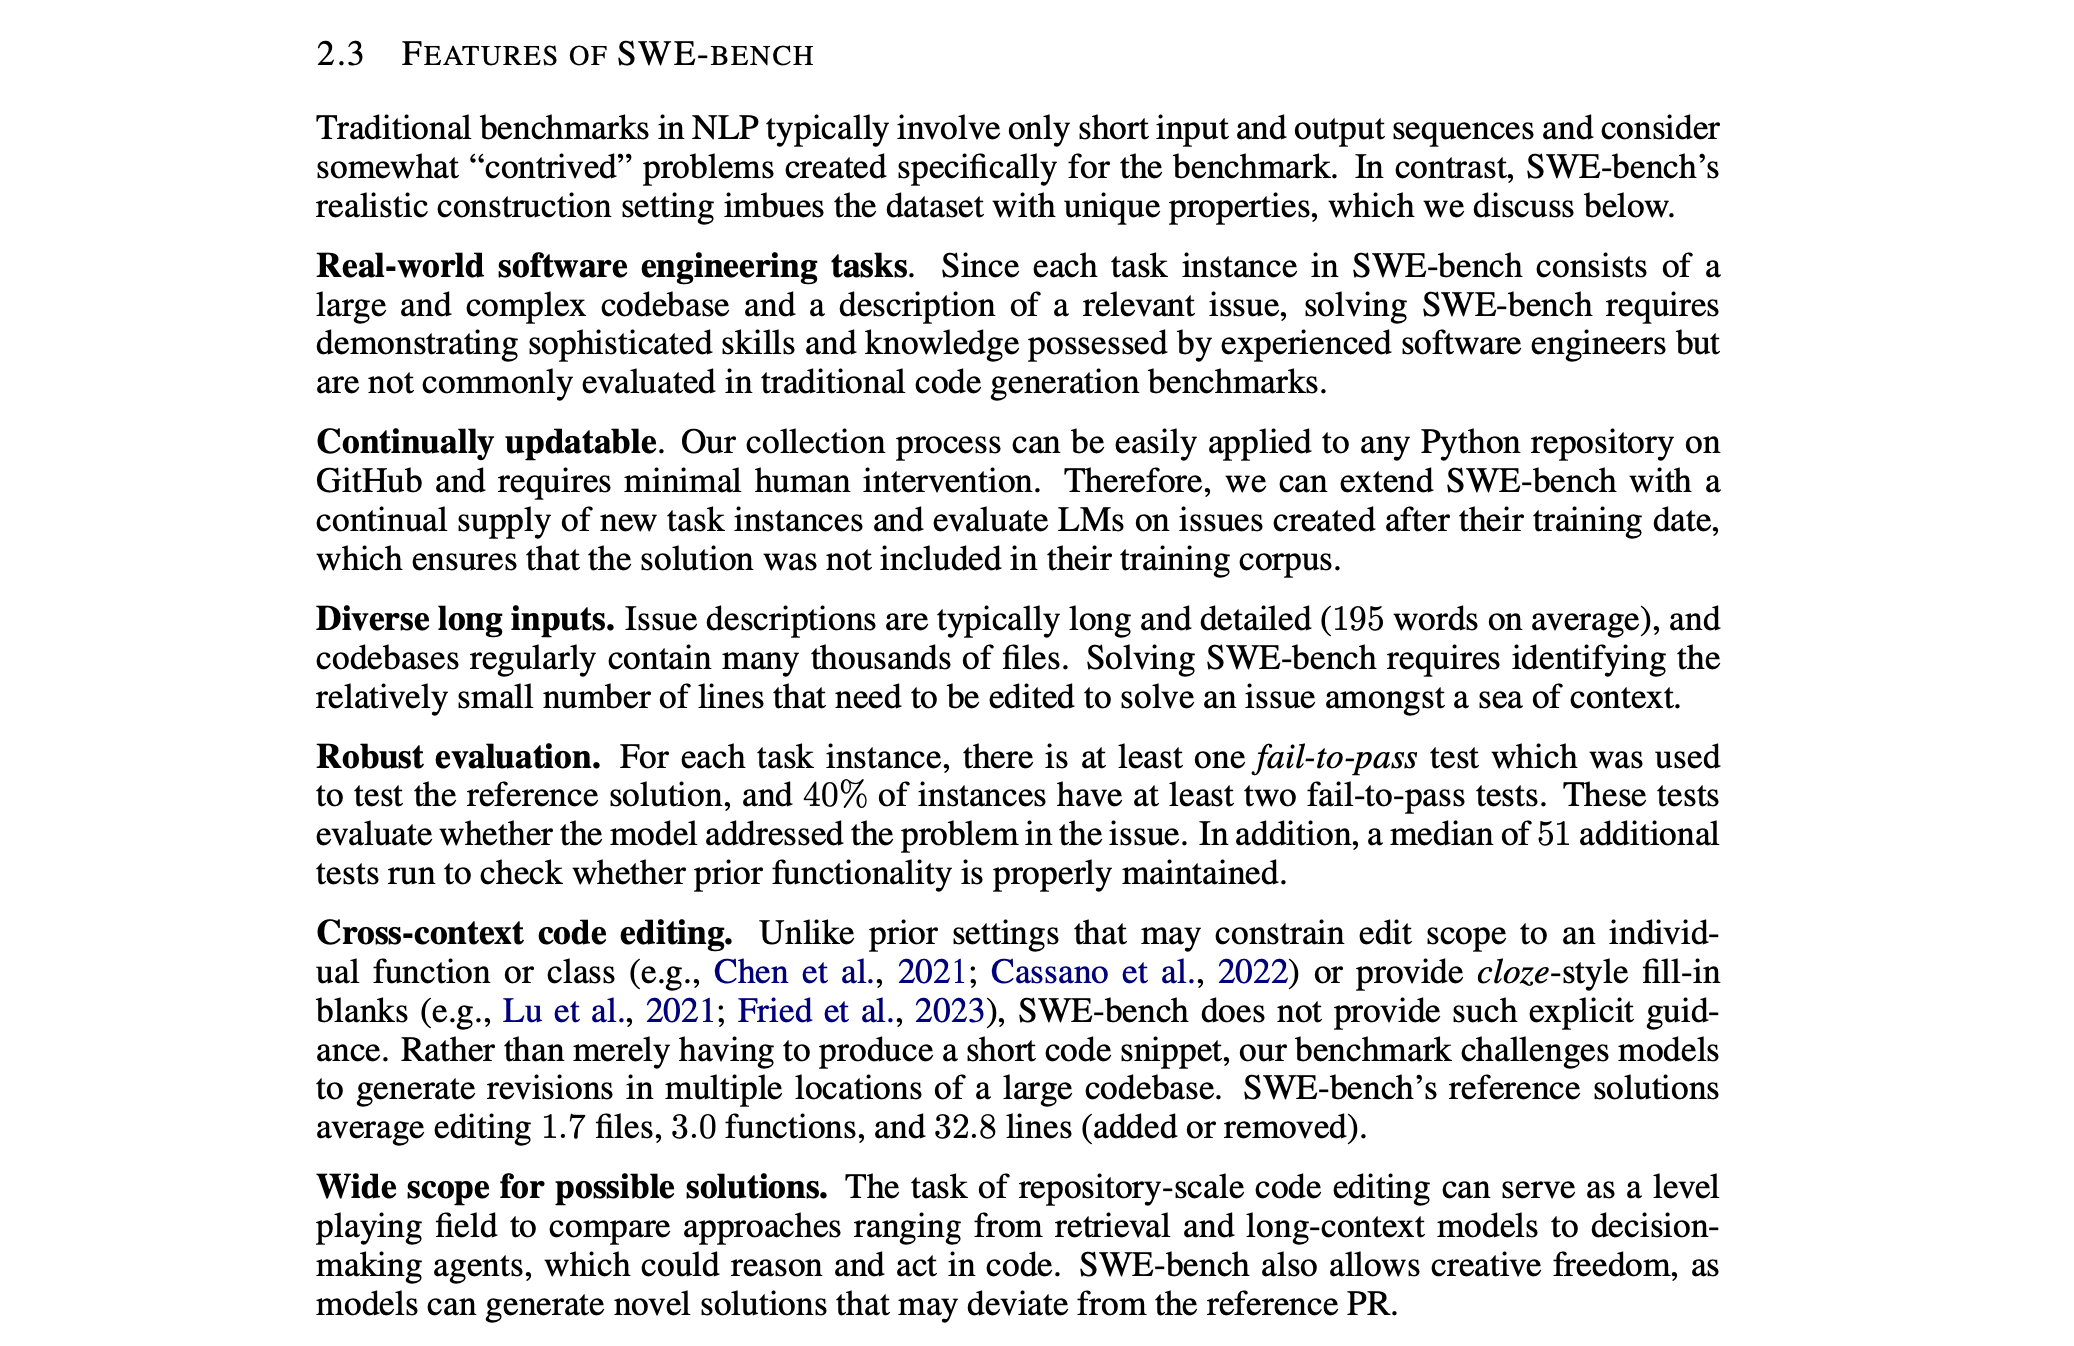 2.3 FEATURES OF SWE-BENCH
Traditional benchmarks in NLP typically involve only short input and output sequences and consider
somewhat “contrived” problems created specifically for the benchmark. In contrast, SWE-bench’s
realistic construction setting imbues the dataset with unique properties, which we discuss below.
Real-world software engineering tasks. Since each task instance in SWE-bench consists of a
large and complex codebase and a description of a relevant issue, solving SWE-bench requires
demonstrating sophisticated skills and knowledge possessed by experienced software engineers but
are not commonly evaluated in traditional code generation benchmarks.
Continually updatable. Our collection process can be easily applied to any Python repository on
GitHub and requires minimal human intervention. Therefore, we can extend SWE-bench with a
continual supply of new task instances and evaluate LMs on issues created after their training date,
which ensures that the solution was not included in their training corpus.
Diverse long inputs. Issue descriptions are typically long and detailed (195 words on average), and
codebases regularly contain many thousands of files. Solving SWE-bench requires identifying the
relatively small number of lines that need to be edited to solve an issue amongst a sea of context.
Robust evaluation. For each task instance, there is at least one fail-to-pass test which was used
to test the reference solution, and 40% of instances have at least two fail-to-pass tests. These tests
evaluate whether the model addressed the problem in the issue. In addition, a median of 51 additional
tests run to check whether prior functionality is properly maintained.
Cross-context code editing. Unlike prior settings that may constrain edit scope to an individ-
ual function or class (e.g., Chen et al., 2021; Cassano et al., 2022) or provide cloze-style fill-in
blanks (e.g., Lu et al., 2021; Fried et al., 2023), SWE-bench does not provide such explicit guid-
ance. Rather than merely having to produce a short code snippet, our benchmark challenges models
to generate revisions in multiple locations of a large codebase. SWE-bench’s reference solutions
average editing 1.7 files, 3.0 functions, and 32.8 lines (added or removed).
Wide scope for possible solutions. The task of repository-scale code editing can serve as a level
playing field to compare approaches ranging from retrieval and long-context models to decision-
making agents, which could reason and act in code. SWE-bench also allows creative freedom, as
models can generate novel solutions that may deviate from the reference PR.